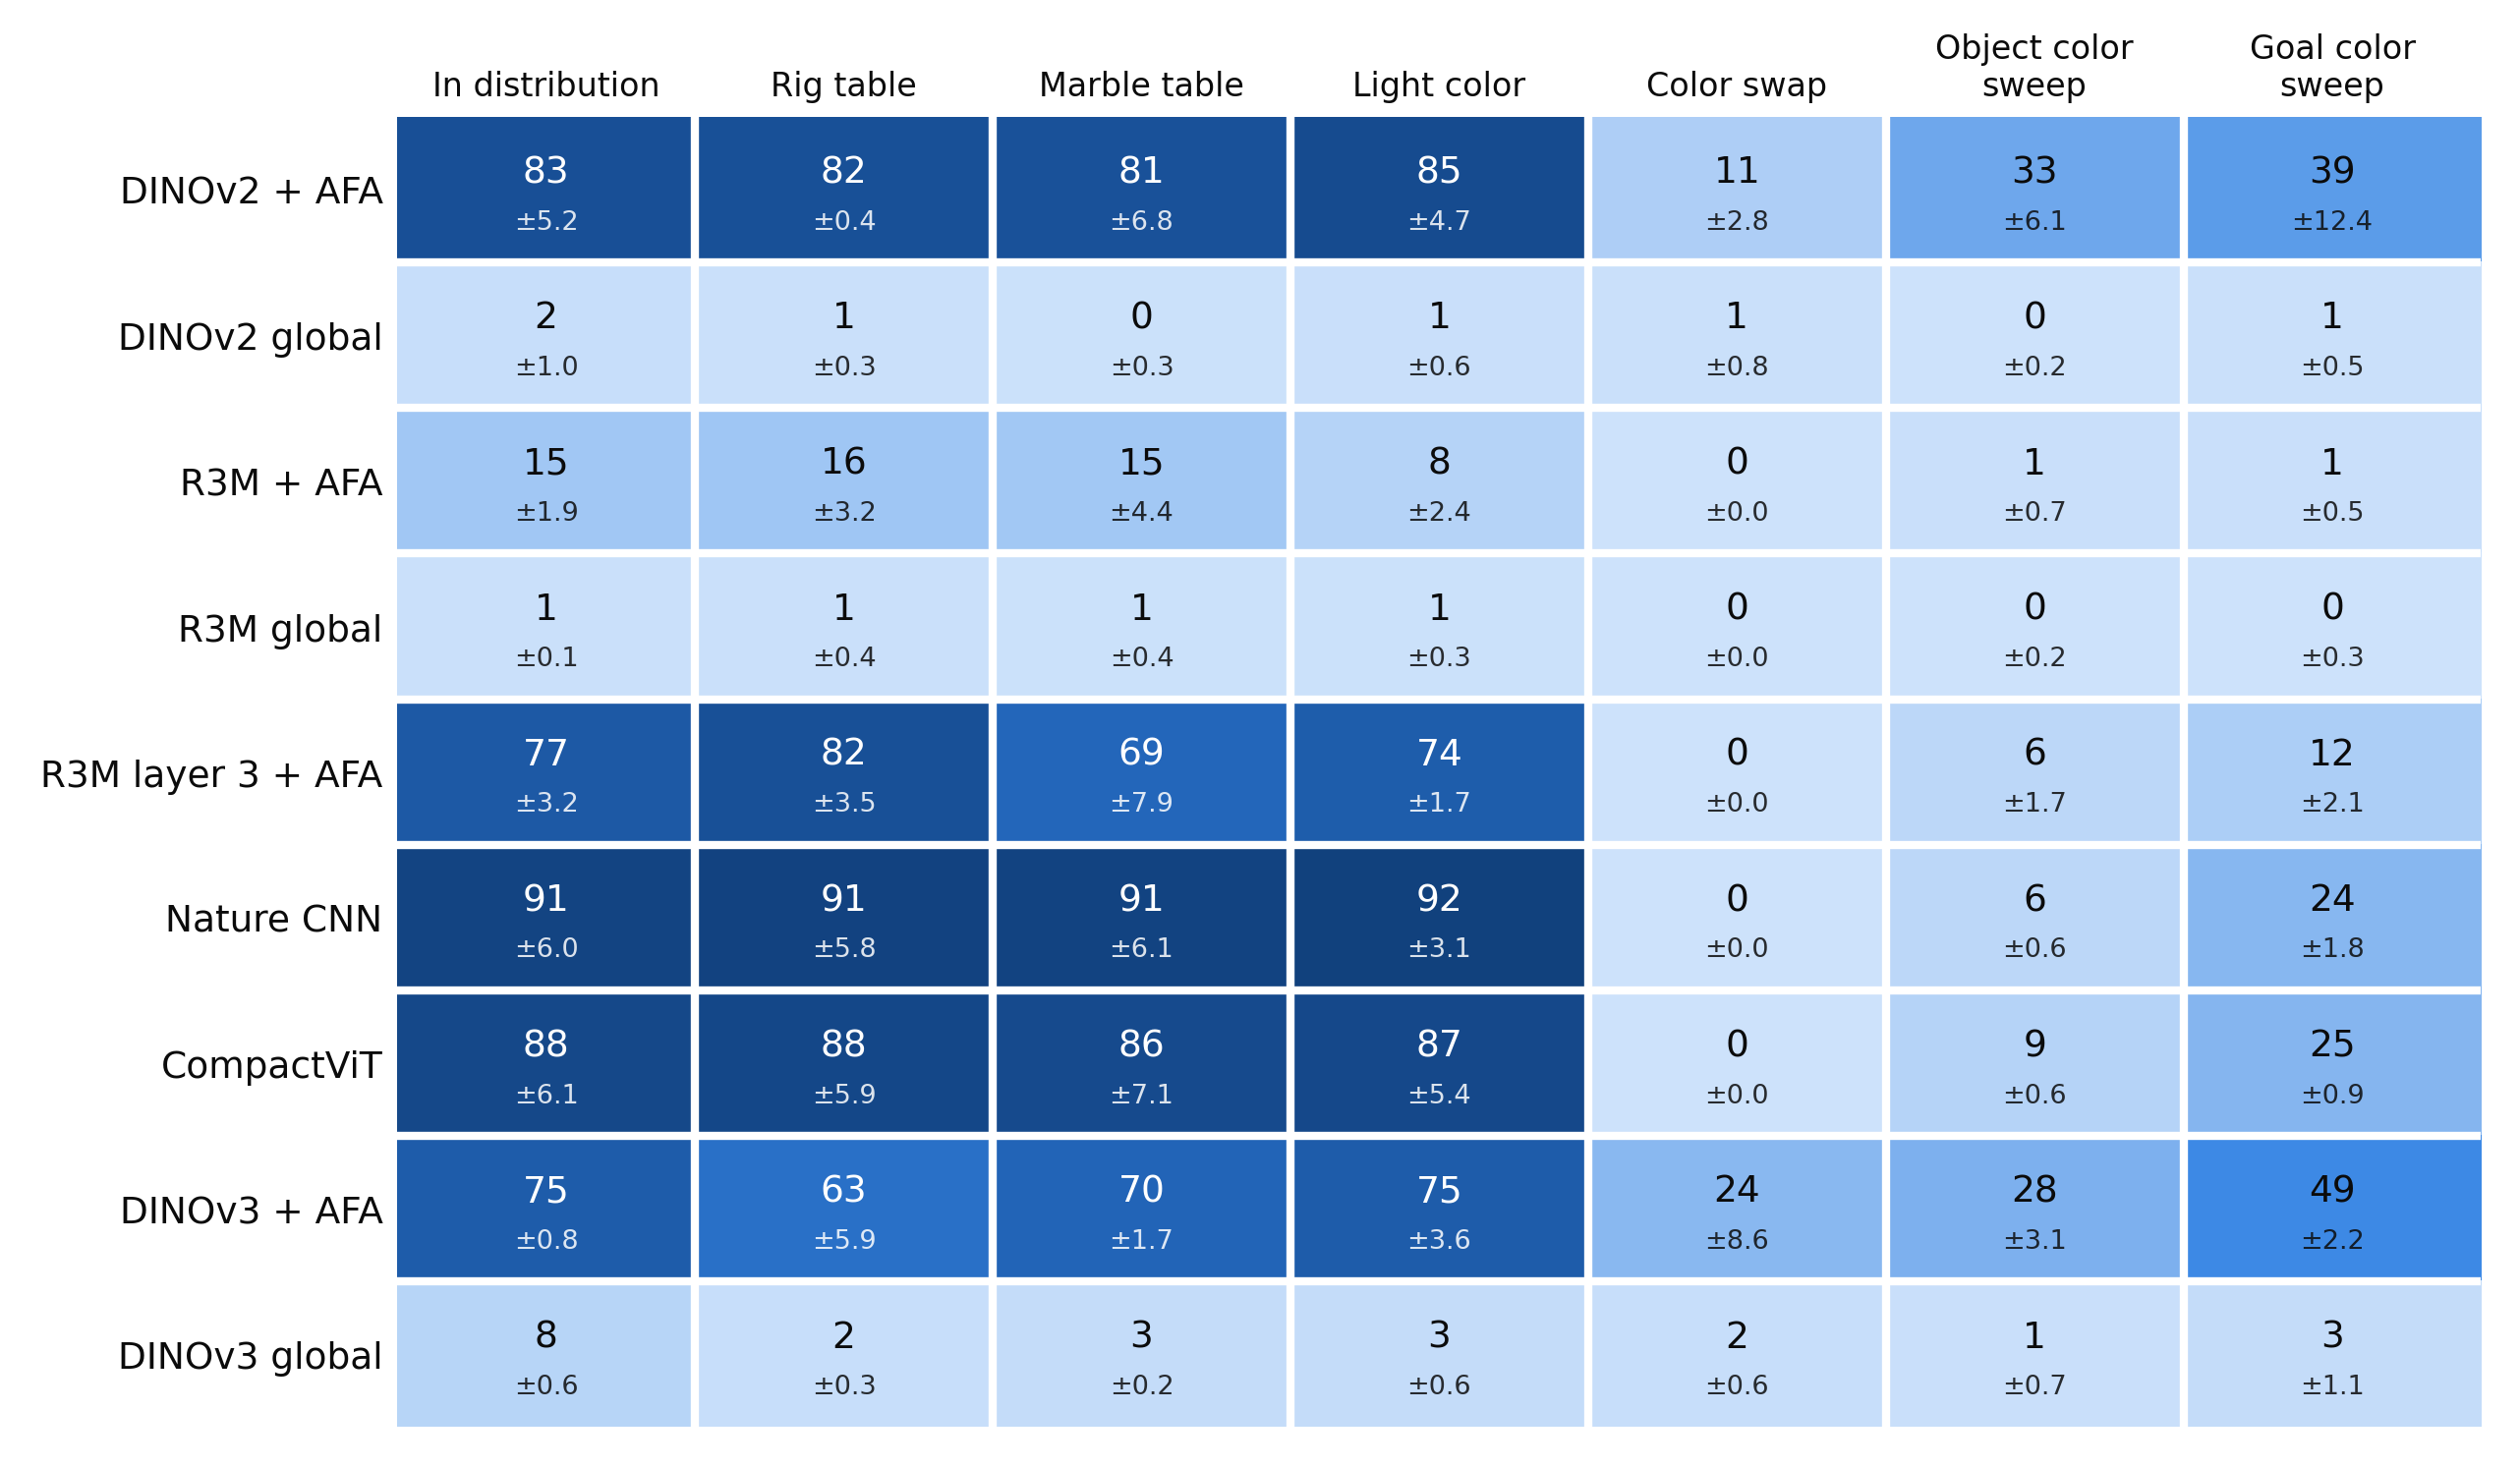 Object color Goal color
In distribution Rig table Marble table Light color Color swap sweep sweep
DINOv2 + AFA 83 82 81 85 11 33 39
±5.2 ±0.4 ±6.8 ±4.7 ±2.8 ±6.1 ±12.4
DINOv2 global 2 1 0 1 1 0 1
±1.0 ±0.3 ±0.3 ±0.6 ±0.8 ±0.2 ±0.5
R3M + AFA 15 16 15 8 0 1 1
±1.9 ±3.2 ±4.4 ±2.4 ±0.0 ±0.7 ±0.5
R3M global 1 1 1 1 0 0 0
±0.1 ±0.4 ±0.4 ±0.3 ±0.0 ±0.2 ±0.3
R3M layer 3 + AFA 77 82 69 74 0 6 12
±3.2 ±3.5 ±7.9 ±1.7 ±0.0 ±1.7 ±2.1
Nature CNN 91 91 91 92 0 6 24
±6.0 ±5.8 ±6.1 ±3.1 ±0.0 ±0.6 ±1.8
CompactViT 88 88 86 87 0 9 25
±6.1 ±5.9 ±7.1 ±5.4 ±0.0 ±0.6 ±0.9
DINOv3 + AFA 75 63 70 75 24 28 49
±0.8 ±5.9 ±1.7 ±3.6 ±8.6 ±3.1 ±2.2
DINOv3 global 8 2 3 3 2 1 3
±0.6 ±0.3 ±0.2 ±0.6 ±0.6 ±0.7 ±1.1